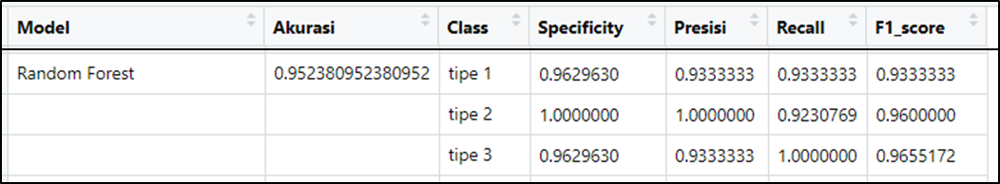 Model Akurasi Class Specificity Presisi Recall F1_score
Random Forest 0.952380952380952 tipe 1 0.9629630 0.9333333 0.9333333 0.9333333
tipe 2 1.0000000 1.0000000 0.9230769 0.9600000
tipe 3 0.9629630 0.9333333 1.0000000 0.9655172